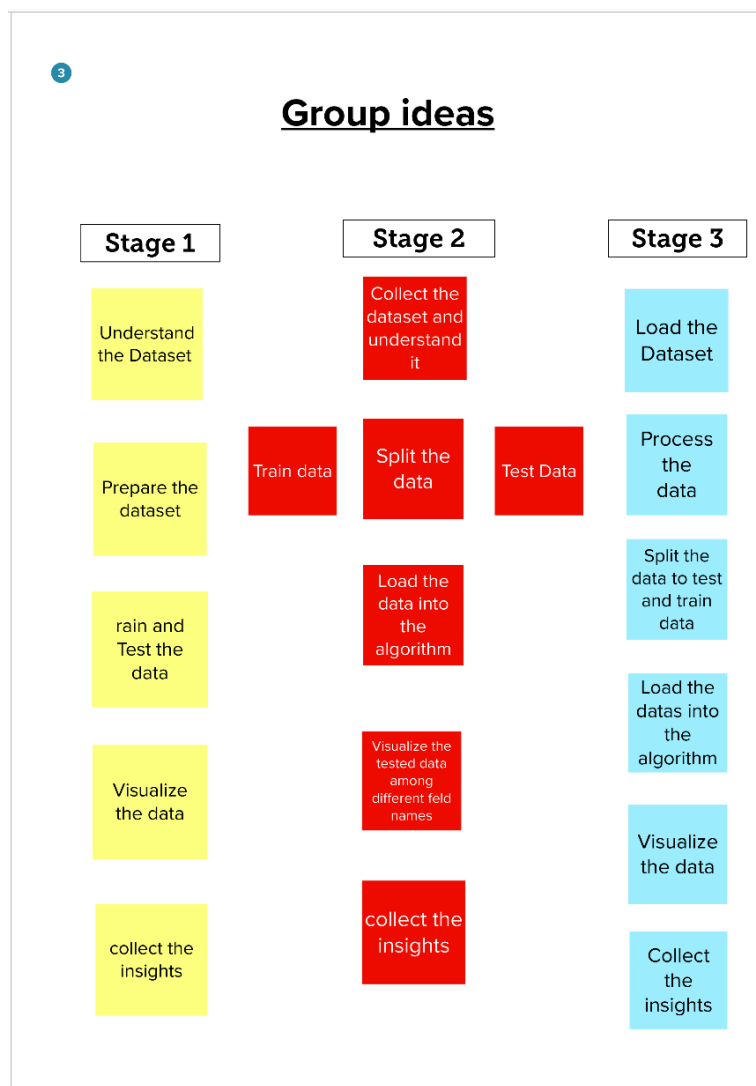 3
Group ideas
Stage 1
Understand
the Dataset
Prepare the
dataset
rain and
Test the
data
Visualize
the data
collect the
insights
Stage 2
Collect the
dataset and
understand
it
Train data
Split the
data
Test Data
Load the
data into
the
algorithm
Visualize the
tested data
among
different feld
names
collect the
insights
Stage 3
Load the
Dataset
Process
the
data
Split the
data to test
and train
data
Load the
datas into
the
algorithm
Visualize
the data
Collect
the
insights